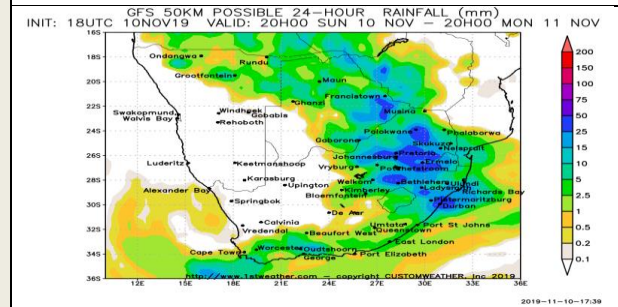 GFS 50KM POSSIBLE 24-HOUR RAINFALL (mm)
INIT: 18UTC 10NOV19 VALID: 20H00 SUN 10 NOV - 20H00 MON 11 NOV
16S
18S
20S
22S
24S
26S
28S
30S
32S
34S
36S
Ondangwa
Rundu
Grootfontein
Maun
Ghanzi
Francistown
Musina
Swakopmund
Walvis Bay
Windhoek
Gobabis
Rehoboth
Polokwane
Phalaborwa
Gaborone
Skukuza
Nelspruit
Pretoria
Johannesburg
Ermelo
Luderitz
Keetmanshoop
Vryburg
Potchefstroom
Karasburg
Upington
Welkom
Kimberley
Bethlehem
Ladysmith
Richards Bay
Alexander Bay
Springbok
Bloemfontein
Pietermaritzburg
Durban
De Aar
Calvinia
Vredendal
Umtata
Port St Johns
Queenstown
Beaufort West
East London
Cape Town
Worcester
Oudtshoorn
George
Port Elizabeth
http://www.1stweather.com - copyright CUSTOMWEATHER, Inc 2019
12E 15E 18E 21E 24E 27E 30E 33E 36E
200
150
100
75
50
25
15
10
5
2.5
1
0.5
0.2
0.1
2019-11-10-17:39